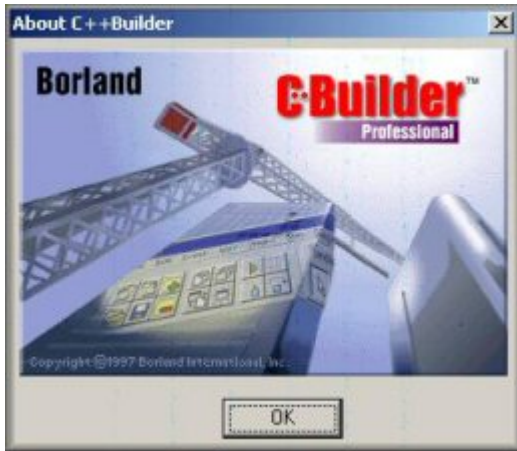 About C++Builder
Borland
C++Builder™
Professional
Copyright ©1997 Borland International, Inc.
OK